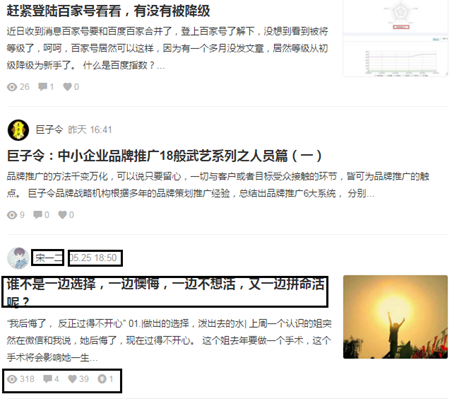 赶紧登陆百家号看看，有没有被降级
近日收到消息百家号要和百度百家合并了，登上百家号了解下，没想到看到被将
等级了，呵呵，百家号居然可以这样，因为有一个多月没发文章，居然等级从初
级降级为新手了。 什么是百度指数？...
26 1 0
巨子令 昨天 16:41
巨子令：中小企业品牌推广18般武艺系列之人员篇（一）
品牌推广的方法千变万化，可以说只要留心，一切与客户或者目标受众接触的环节，皆可为品牌推广的触
点。 巨子令品牌战略机构根据多年的品牌策划推广经验，总结出品牌推广6大系统， 分别...
9 0 0
宋一二 05.25 18:50
谁不是一边选择，一边懊悔，一边不想活，又一边拼命活
呢？
“我后悔了， 反正过得不开心” 01.|做出的选择，泼出去的水| 上周一个认识的姐突
然在微信和我说，她后悔了，现在过得不开心。 这个姐去年要做一个手术，这个
手术将会影响她一生...
318 4 39 1